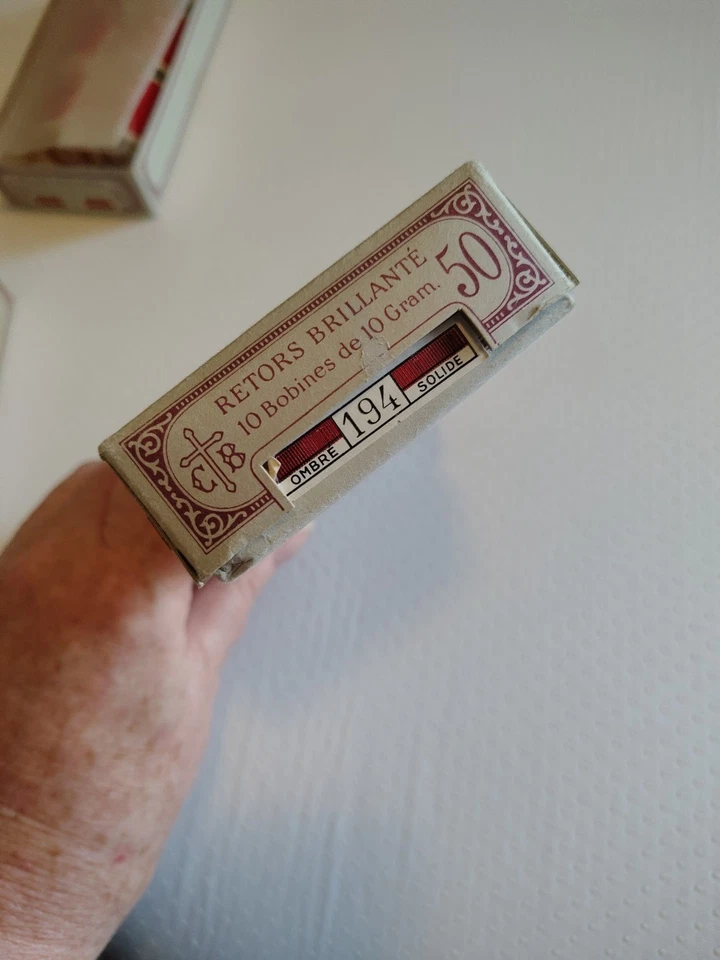 RETORS BRILLANTÉ
10 Bobines de 10 Gram.
50
C B
OMBRE 194 SOLIDE